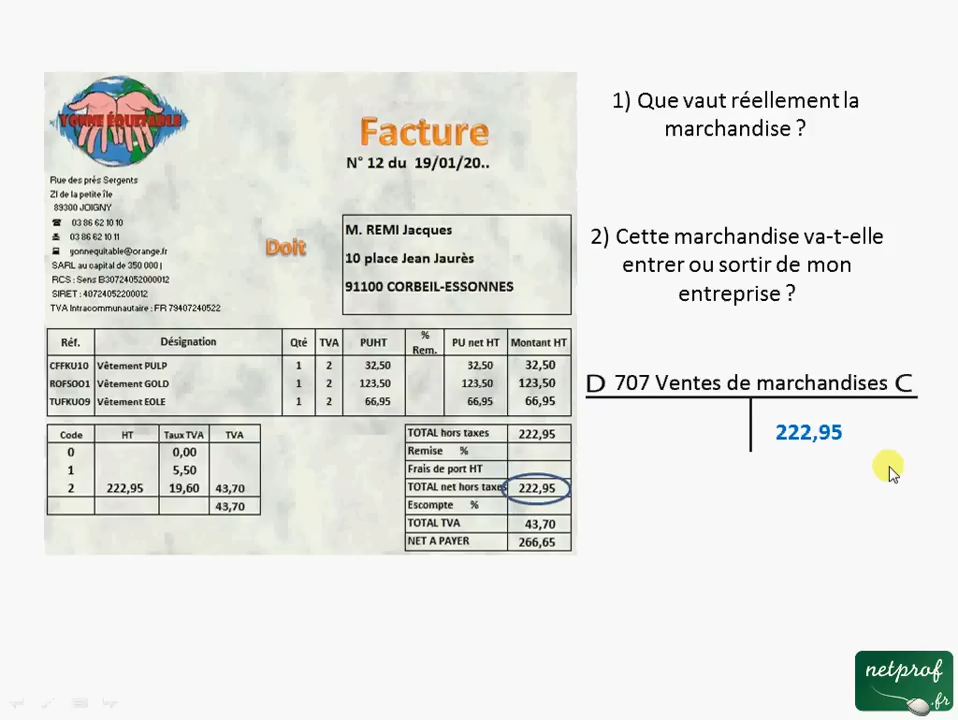 YONNE ÉQUITABLE
Facture
N° 12 du 19/01/20..
Rue des prés Sergents
ZI de la petite île
89300 JOIGNY
03 86 62 10 10
03 86 62 10 11
yonnequitable@orange.fr
SARL au capital de 350 000
RCS : Sens B30724052000012
SIRET : 40724052200012
TVA Intracommunautaire : FR 79407240522
Doit
M. REMI Jacques
10 place Jean Jaurès
91100 CORBEIL-ESSONNES
Réf. Désignation Qté TVA PUHT % Rem. PU net HT Montant HT
CFFKU10 Vêtement PULP 1 2 32,50 32,50 32,50
ROFSOO1 Vêtement GOLD 1 2 123,50 123,50 123,50
TUFKUO9 Vêtement EOLE 1 2 66,95 66,95 66,95
Code HT Taux TVA TVA
0 0,00
1 5,50
2 222,95 19,60 43,70
43,70
TOTAL hors taxes 222,95
Remise %
Frais de port HT
TOTAL net hors taxes 222,95
Escompte %
TOTAL TVA 43,70
NET A PAYER 266,65
1) Que vaut réellement la
marchandise ?
2) Cette marchandise va-t-elle
entrer ou sortir de mon
entreprise ?
D 707 Ventes de marchandises C
222,95
netprof
.fr